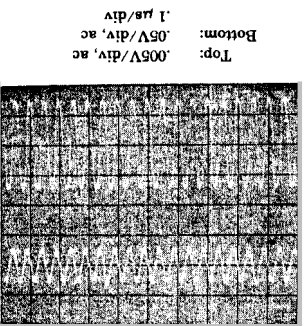 Top: .005V/div, ac
Bottom: .05V/div, ac
.1 µs/div